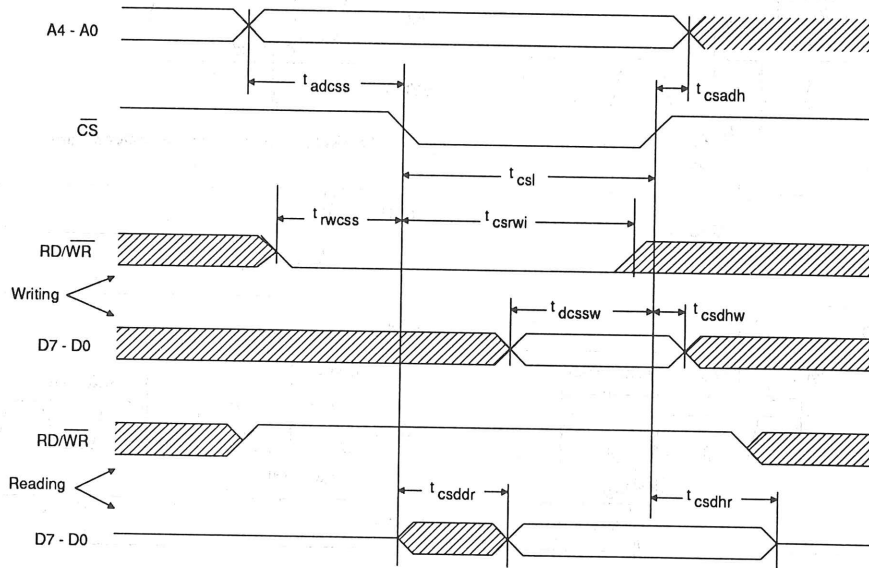 A4 - A0
t adcss
t csadh
CS
t csl
t rwcss
t csrwi
RD/WR
Writing
t dcssw
t csdhw
D7 - D0
RD/WR
Reading
t csddr
t csdhr
D7 - D0